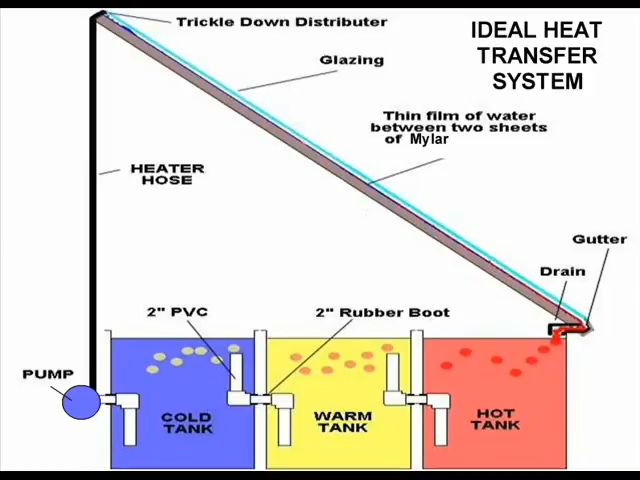 Trickle Down Distributer
IDEAL HEAT
TRANSFER
SYSTEM
Glazing
Thin film of water
between two sheets
of Mylar
HEATER
HOSE
Gutter
Drain
2" PVC
2" Rubber Boot
PUMP
COLD
TANK
WARM
TANK
HOT
TANK